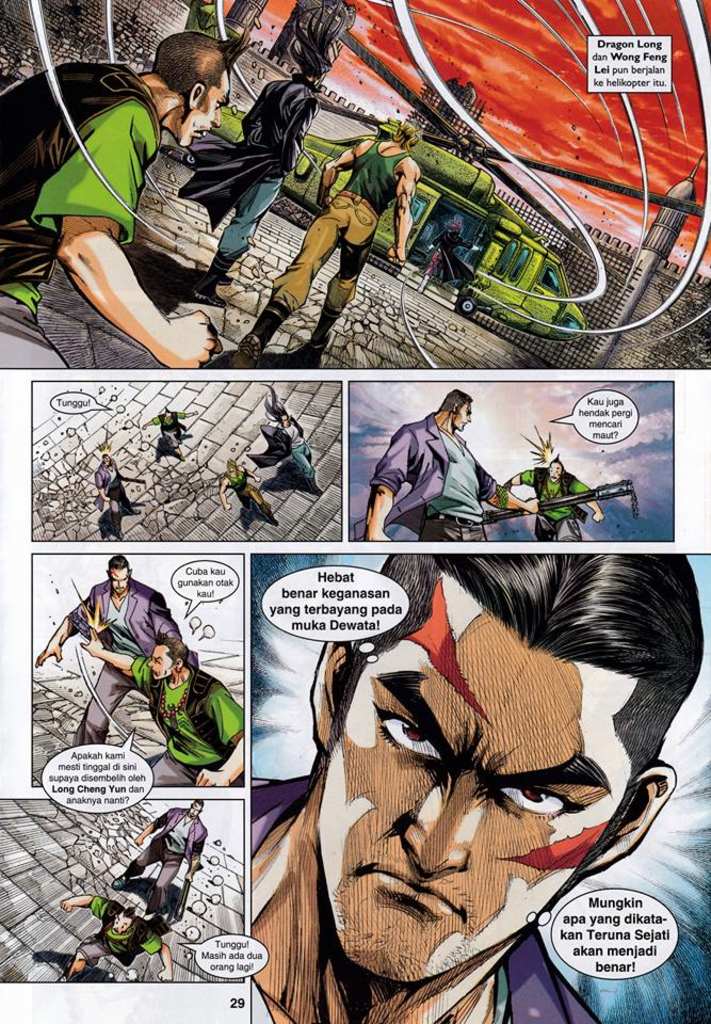 Dragon Long
dan Wong Feng
Lei pun berjalan
ke helikopter itu.
Tunggu!
Kau juga
hendak pergi
mencari
maut?
Cuba kau
gunakan otak
kau!
Apakah kami
mesti tinggal di sini
supaya disembelih oleh
Long Cheng Yun dan
anaknya nanti?
Hebat
benar keganasan
yang terbayang pada
muka Dewata!
Tunggu!
Masih ada dua
orang lagi!
Mungkin
apa yang dikata-
kan Teruna Sejati
akan menjadi
benar!
29